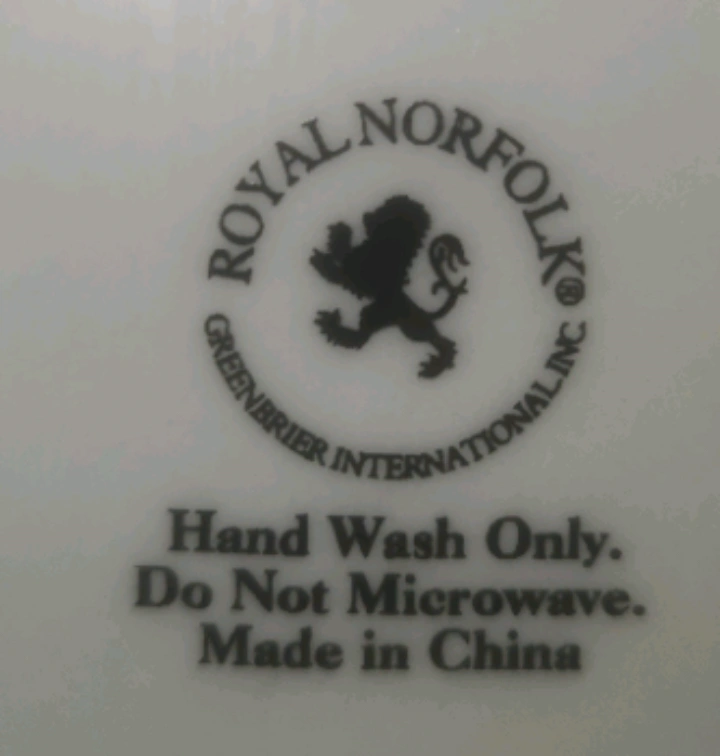 ROYAL NORFOLK®
GREENBRIER INTERNATIONAL, INC.
Hand Wash Only.
Do Not Microwave.
Made in China